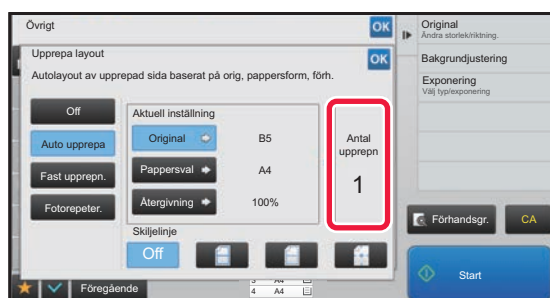 Övrigt
OK
Upprepa layout
OK
Autolayout av upprepad sida baserat på orig, pappersform, förh.
Off
Auto upprepa
Fast upprepn.
Fotorepeter.
Aktuell inställning
Original
B5
Pappersval
A4
Återgivning
100%
Skiljelinje
Off
Antal
upprepn
1
Original
Ändra storlek/riktning.
Bakgrundjustering
Exponering
Välj typ/exponering
Förhandsgr.
CA
Start
Föregående
3 A4
4 A4